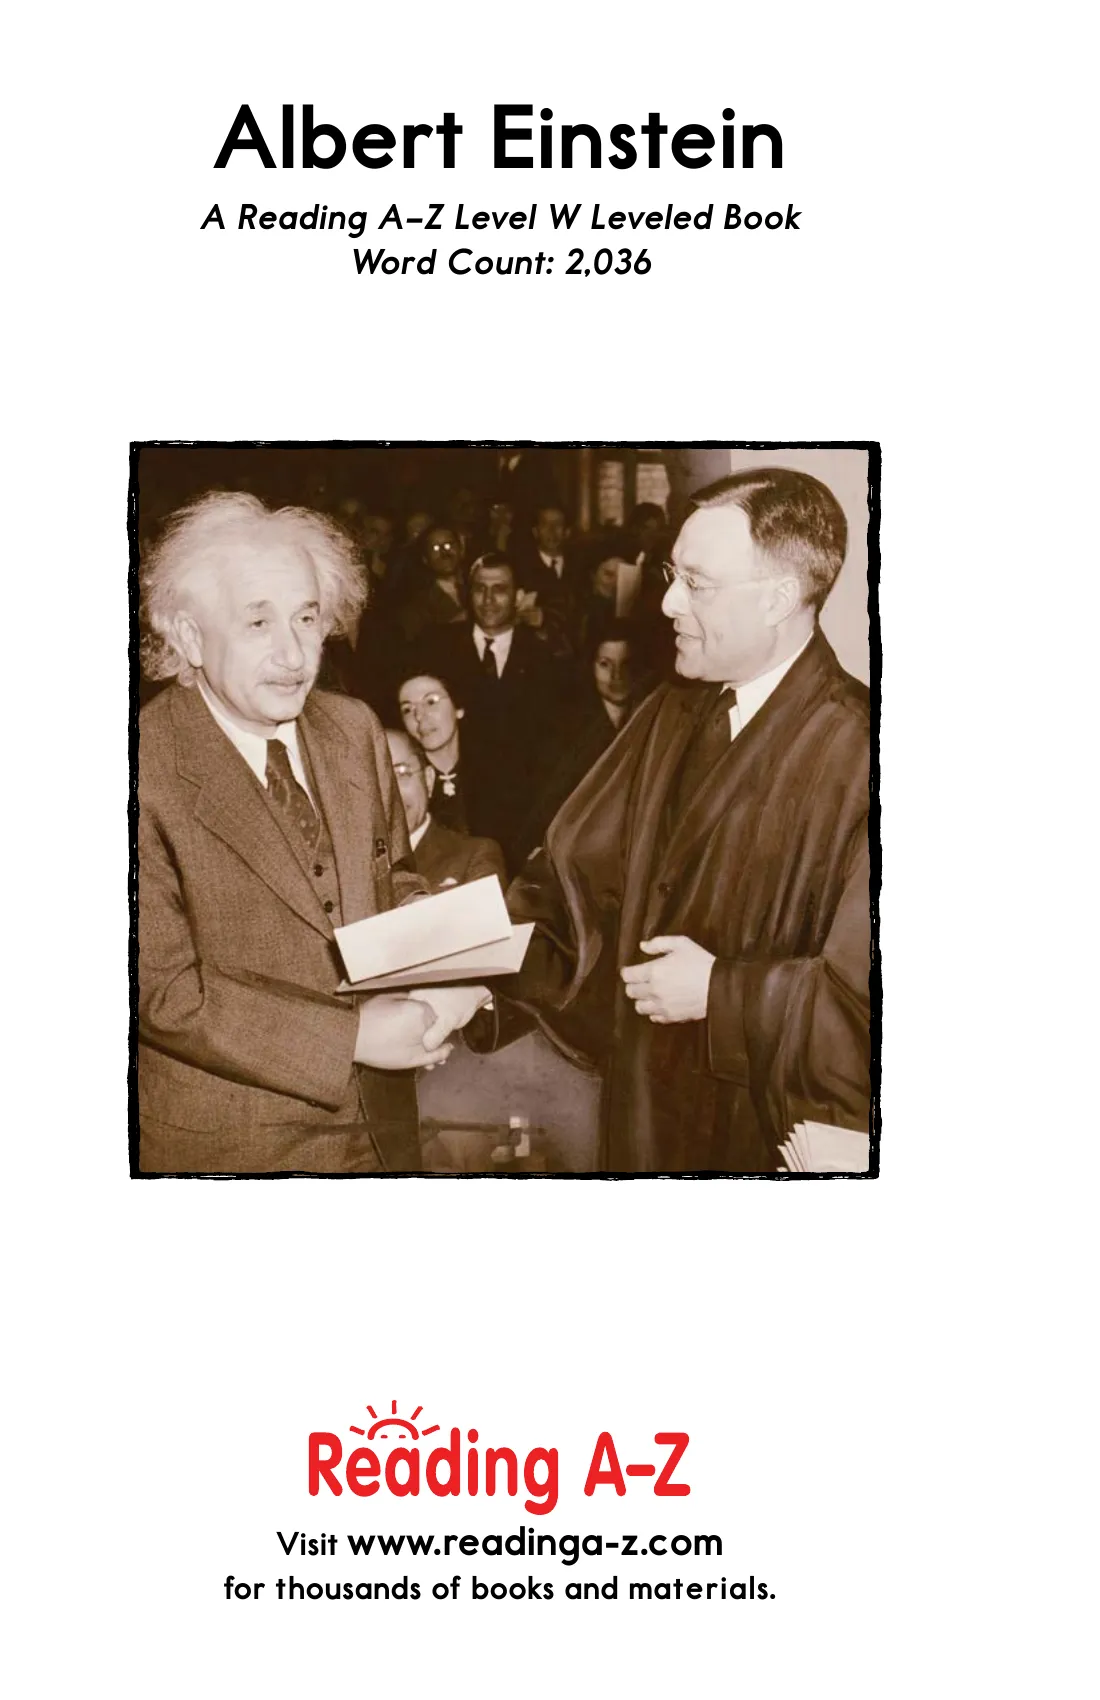 Albert Einstein
A Reading A–Z Level W Leveled Book
Word Count: 2,036
Reading A–Z
Visit www.readinga-z.com
for thousands of books and materials.